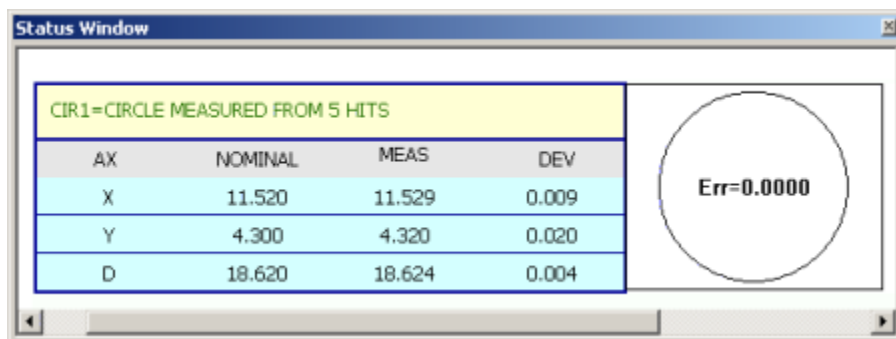 Status Window
CIR1=CIRCLE MEASURED FROM 5 HITS
AX NOMINAL MEAS DEV
X 11.520 11.529 0.009
Y 4.300 4.320 0.020
D 18.620 18.624 0.004
Err=0.0000